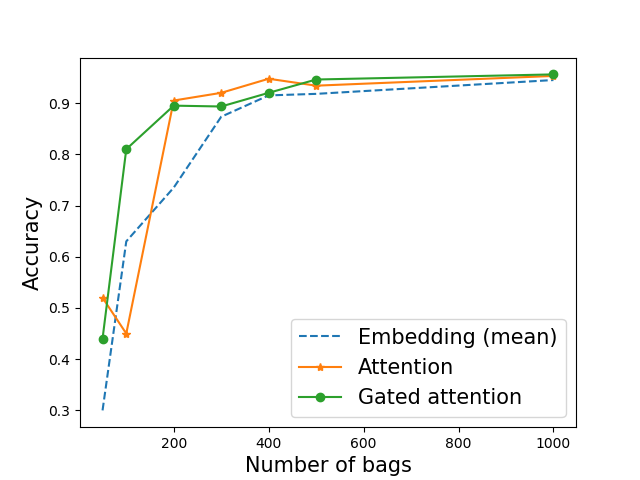 0.9
0.8
0.7
0.6
0.5
0.4
0.3
Accuracy
Embedding (mean)
Attention
Gated attention
200 400 600 800 1000
Number of bags